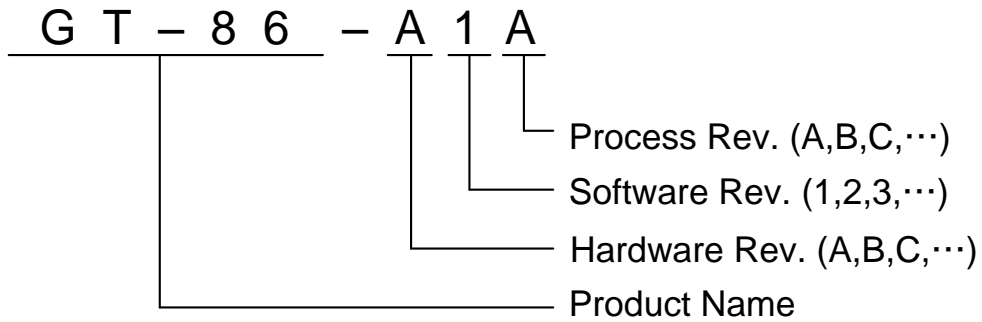 GT–86 – A1A
Process Rev. (A,B,C,⋯)
Software Rev. (1,2,3,⋯)
Hardware Rev. (A,B,C,⋯)
Product Name